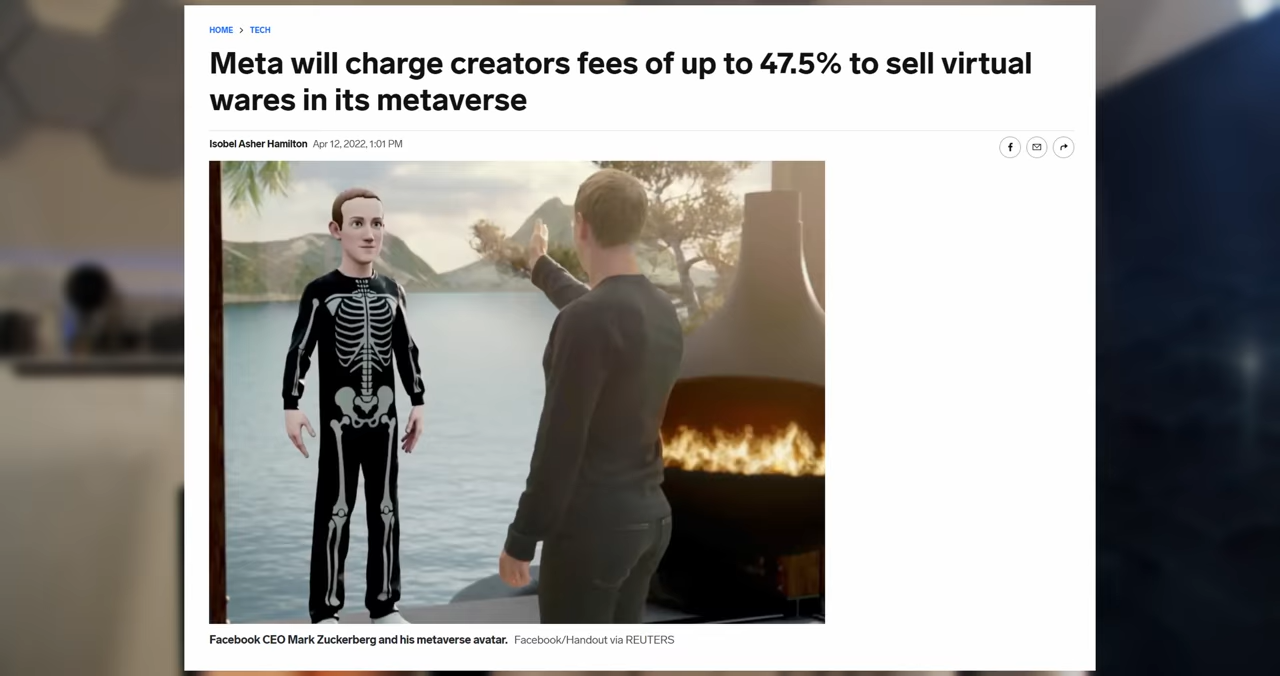 HOME > TECH
Meta will charge creators fees of up to 47.5% to sell virtual
wares in its metaverse
Isobel Asher Hamilton Apr 12, 2022, 1:01 PM
Facebook CEO Mark Zuckerberg and his metaverse avatar. Facebook/Handout via REUTERS